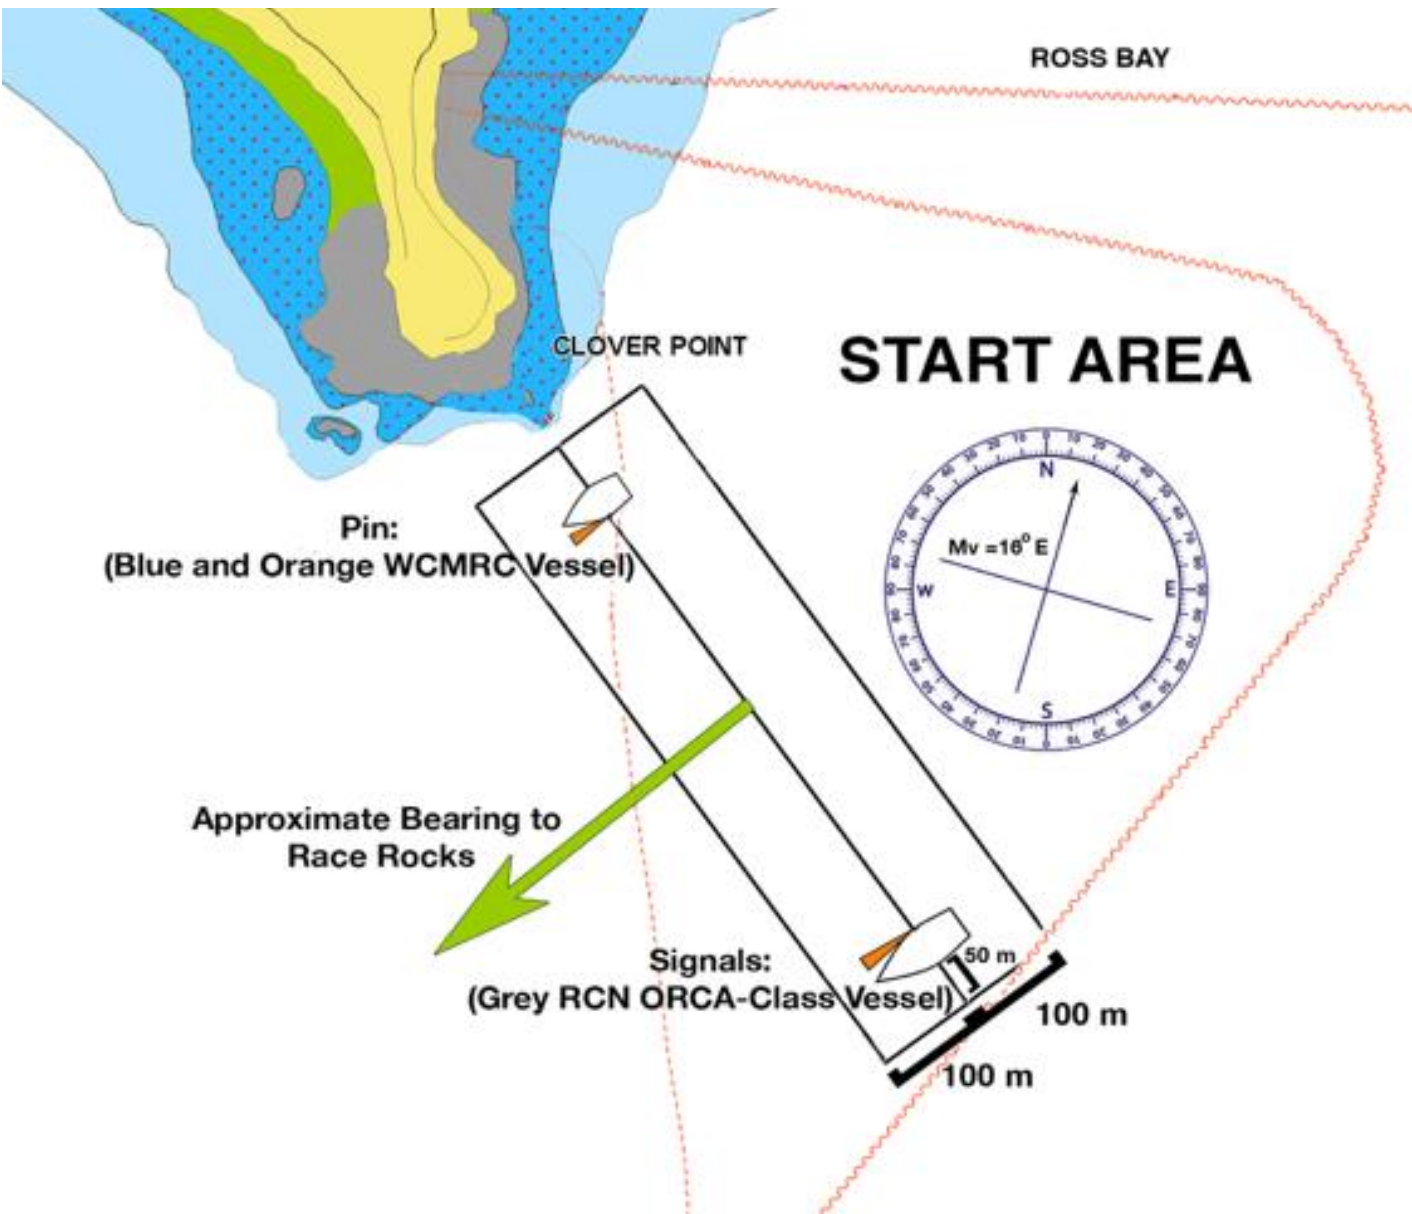 ROSS BAY
CLOVER POINT
START AREA
N
Mv =16° E
W
E
S
Pin:
(Blue and Orange WCMRC Vessel)
Approximate Bearing to
Race Rocks
Signals:
(Grey RCN ORCA-Class Vessel)
50 m
100 m
100 m